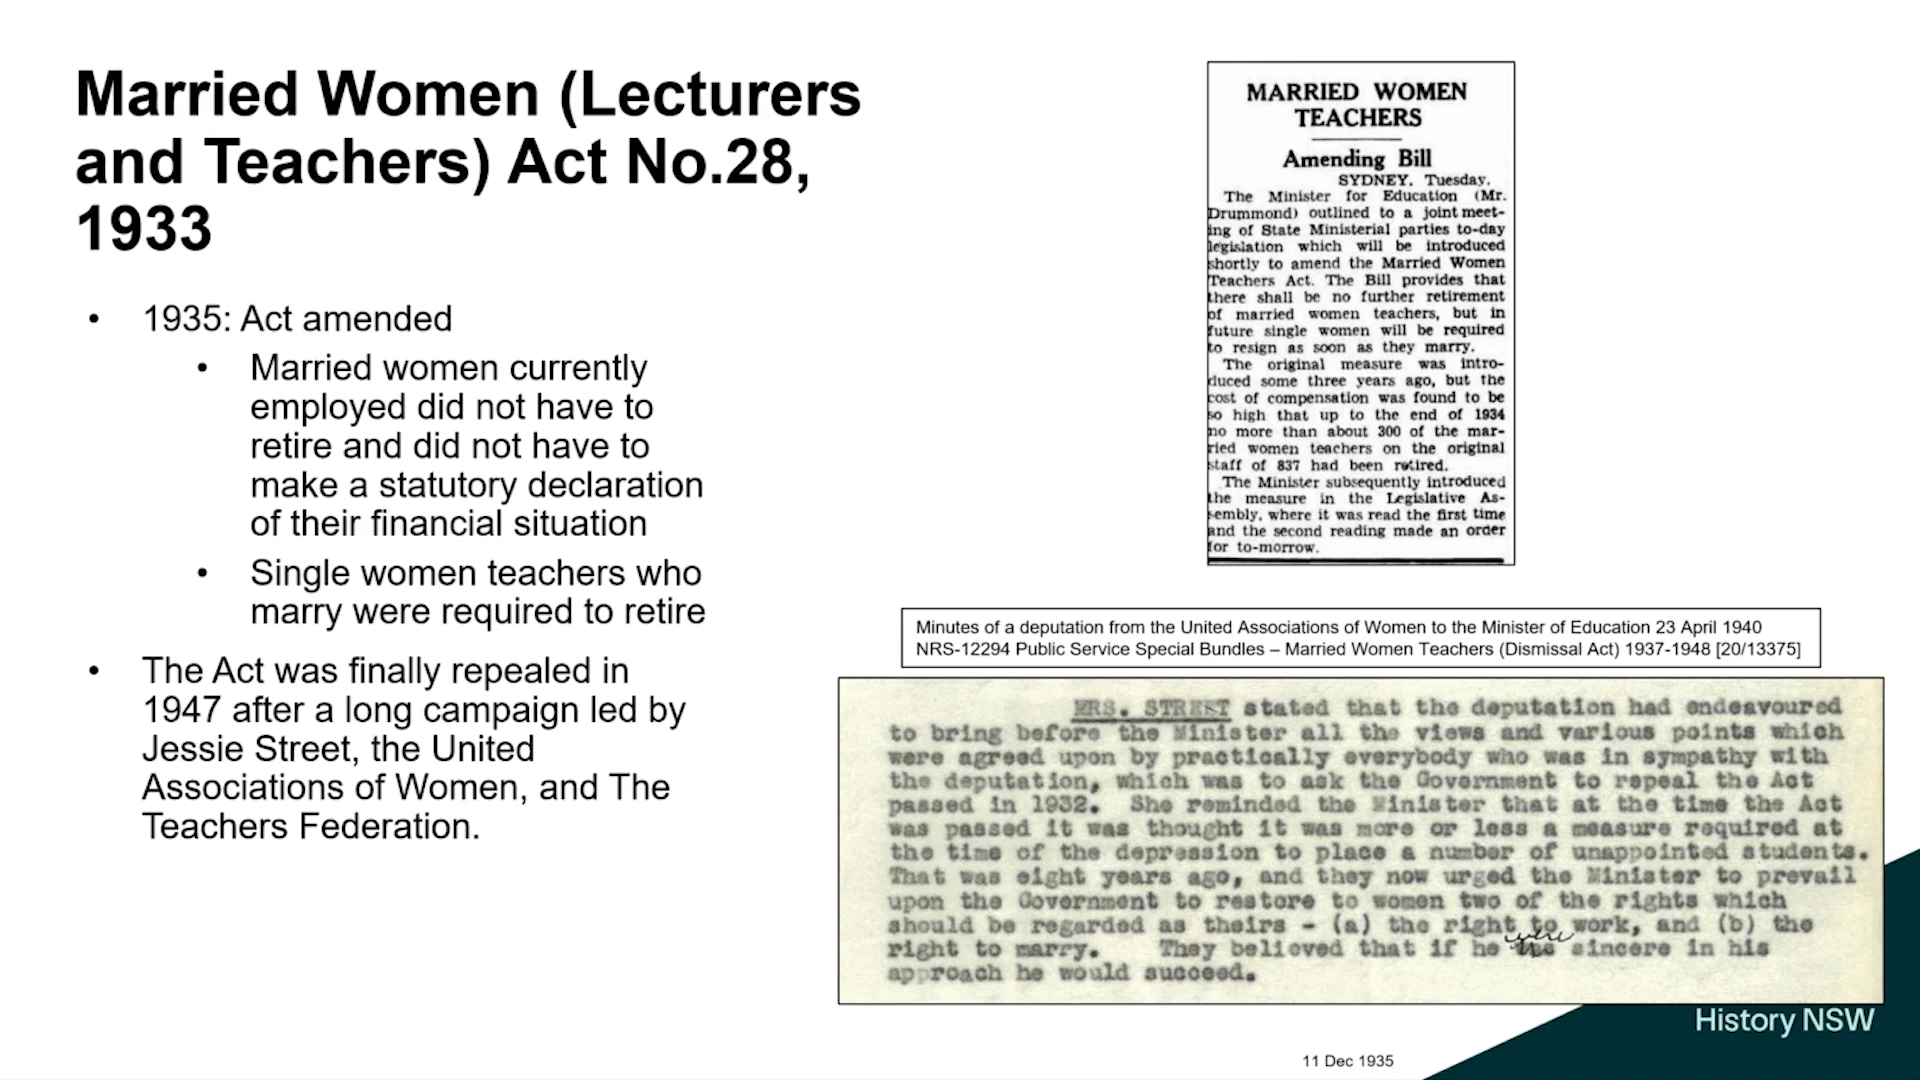 Married Women (Lecturers
and Teachers) Act No.28,
1933
• 1935: Act amended
• Married women currently
employed did not have to
retire and did not have to
make a statutory declaration
of their financial situation
• Single women teachers who
marry were required to retire
• The Act was finally repealed in
1947 after a long campaign led by
Jessie Street, the United
Associations of Women, and The
Teachers Federation.
MARRIED WOMEN
TEACHERS
Amending Bill
SYDNEY, Tuesday.
The Minister for Education (Mr.
Drummond) outlined to a joint meet-
ing of State Ministerial parties to-day
legislation which will be introduced
shortly to amend the Married Women
Teachers Act. The Bill provides that
there shall be no further retirement
of married women teachers, but in
future single women will be required
to resign as soon as they marry.
The original measure was intro-
duced some three years ago, but the
cost of compensation was found to be
so high that up to the end of 1934
no more than about 300 of the mar-
ried women teachers on the original
staff of 837 had been retired.
The Minister subsequently introduced
the measure in the Legislative As-
sembly, where it was read the first time
and the second reading made an order
for to-morrow.
Minutes of a deputation from the United Associations of Women to the Minister of Education 23 April 1940
NRS-12294 Public Service Special Bundles – Married Women Teachers (Dismissal Act) 1937-1948 [20/13375]
MRS. STREET stated that the deputation had endeavoured
to bring before the Minister all the views and various points which
were agreed upon by practically everybody who was in sympathy with
the deputation, which was to ask the Government to repeal the Act
passed in 1932. She reminded the Minister that at the time the Act
was passed it was thought it was more or less a measure required at
the time of the depression to place a number of unappointed students.
That was eight years ago, and they now urged the Minister to prevail
upon the Government to restore to women two of the rights which
should be regarded as theirs - (a) the right to work, and (b) the
right to marry. They believed that if he were sincere in his
approach he would succeed.
History NSW
11 Dec 1935